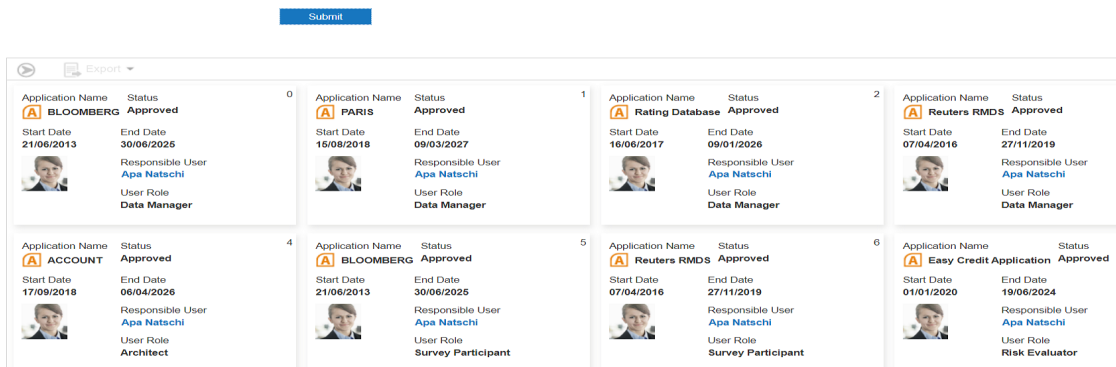 Submit
Export
Application Name Status 0
A BLOOMBERG Approved
Start Date End Date
21/06/2013 30/06/2025
Responsible User
Apa Natschi
User Role
Data Manager
Application Name Status 1
A PARIS Approved
Start Date End Date
15/08/2018 09/03/2027
Responsible User
Apa Natschi
User Role
Data Manager
Application Name Status 2
A Rating Database Approved
Start Date End Date
16/06/2017 09/01/2026
Responsible User
Apa Natschi
User Role
Data Manager
Application Name Status
A Reuters RMDS Approved
Start Date End Date
07/04/2016 27/11/2019
Responsible User
Apa Natschi
User Role
Data Manager
Application Name Status 4
A ACCOUNT Approved
Start Date End Date
17/09/2018 06/04/2026
Responsible User
Apa Natschi
User Role
Architect
Application Name Status 5
A BLOOMBERG Approved
Start Date End Date
21/06/2013 30/06/2025
Responsible User
Apa Natschi
User Role
Survey Participant
Application Name Status 6
A Reuters RMDS Approved
Start Date End Date
07/04/2016 27/11/2019
Responsible User
Apa Natschi
User Role
Survey Participant
Application Name Status
A Easy Credit Application Approved
Start Date End Date
01/01/2020 19/06/2024
Responsible User
Apa Natschi
User Role
Risk Evaluator